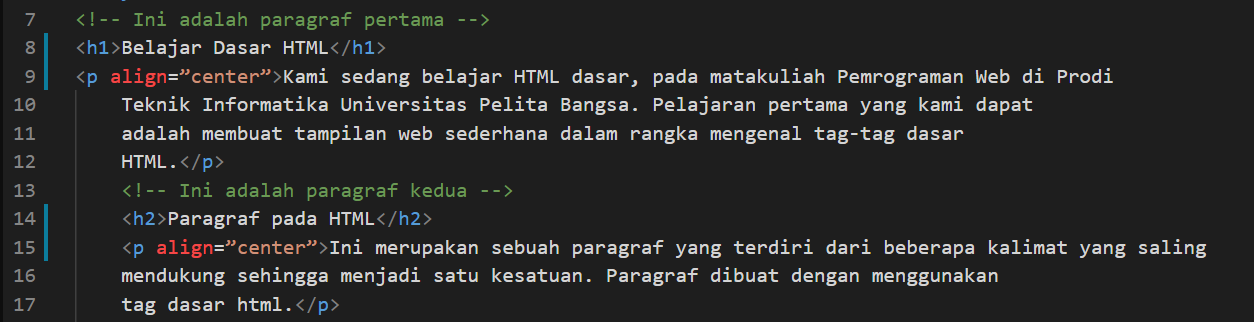 7 <!-- Ini adalah paragraf pertama -->
8 <h1>Belajar Dasar HTML</h1>
9 <p align=”center”>Kami sedang belajar HTML dasar, pada matakuliah Pemrograman Web di Prodi
10 Teknik Informatika Universitas Pelita Bangsa. Pelajaran pertama yang kami dapat
11 adalah membuat tampilan web sederhana dalam rangka mengenal tag-tag dasar
12 HTML.</p>
13 <!-- Ini adalah paragraf kedua -->
14 <h2>Paragraf pada HTML</h2>
15 <p align=”center”>Ini merupakan sebuah paragraf yang terdiri dari beberapa kalimat yang saling
16 mendukung sehingga menjadi satu kesatuan. Paragraf dibuat dengan menggunakan
17 tag dasar html.</p>